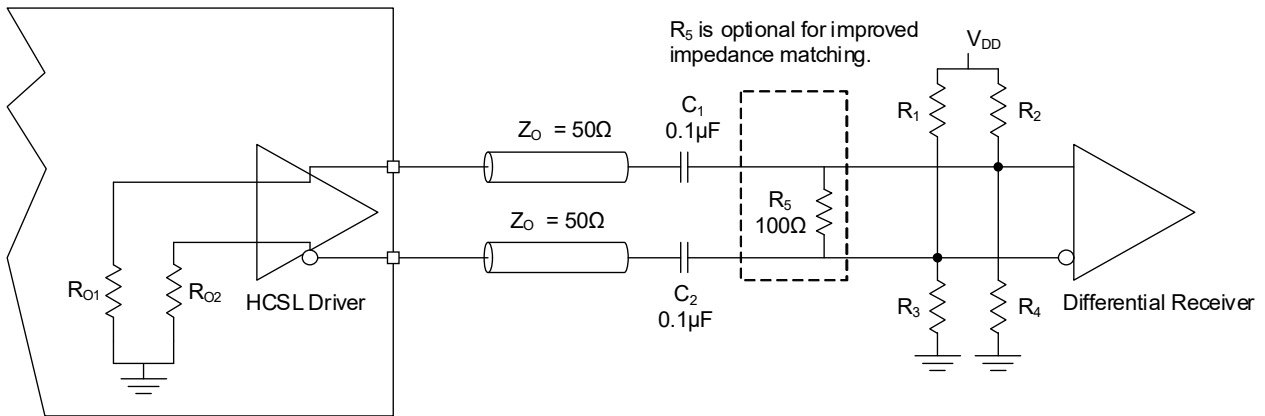 R5 is optional for improved
impedance matching.
VDD
C1
0.1µF
ZO = 50Ω
R1
R2
R5
100Ω
ZO = 50Ω
RO1
RO2
HCSL Driver
C2
0.1µF
R3
R4
Differential Receiver